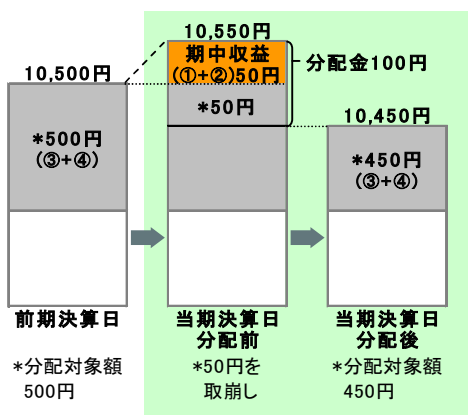 10,550円
期中収益
(①+②)50円
分配金100円
10,500円
*50円
10,450円
*500円
(③+④)
*450円
(③+④)
前期決算日
当期決算日
分配前
当期決算日
分配後
*分配対象額
500円
*50円を
取崩し
*分配対象額
450円